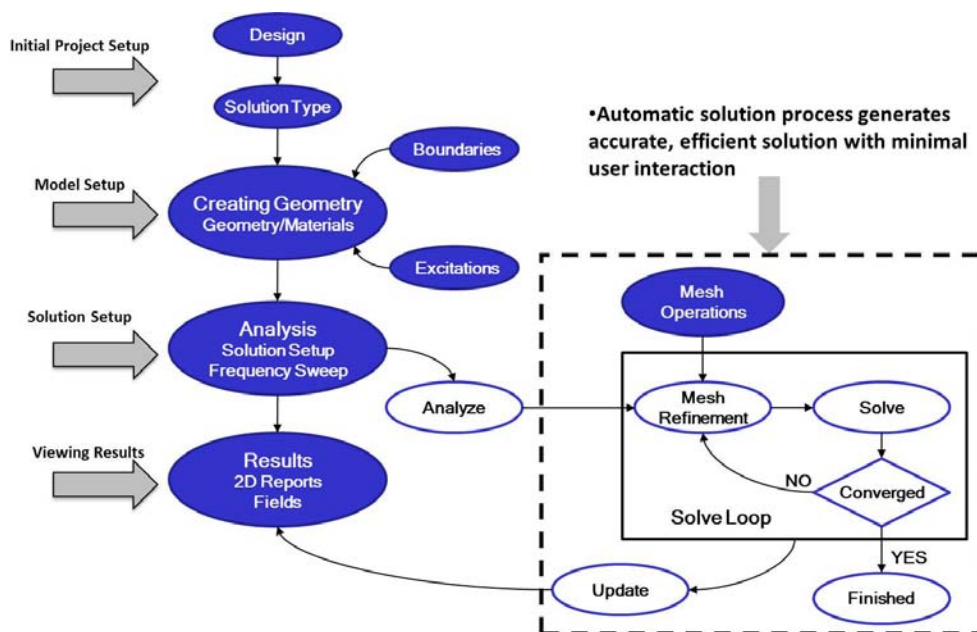 Initial Project Setup
Design
Solution Type
•Automatic solution process generates
accurate, efficient solution with minimal
user interaction
Boundaries
Model Setup
Creating Geometry
Geometry/Materials
Excitations
Mesh
Operations
Solution Setup
Analysis
Solution Setup
Frequency Sweep
Analyze
Mesh
Refinement
Solve
Viewing Results
Results
2D Reports
Fields
NO
Converged
Solve Loop
YES
Update
Finished